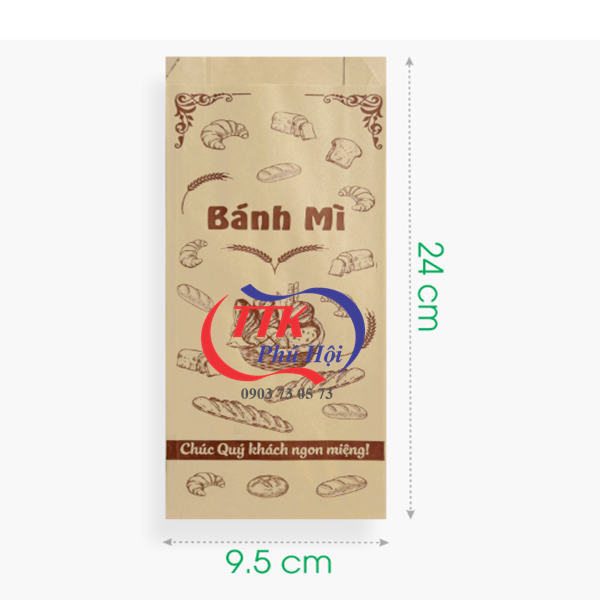 Bánh Mì
TTK
Phú Hội
0903 73 05 73
Chúc Quý khách ngon miệng!
24 cm
9.5 cm